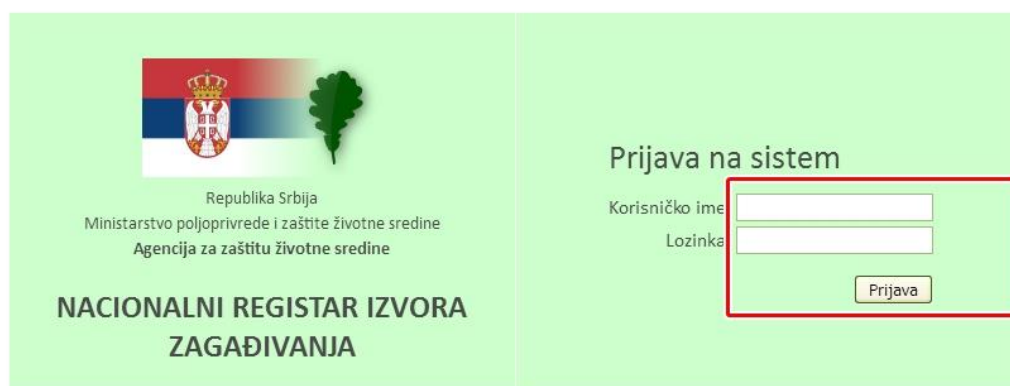 Republika Srbija
Ministarstvo poljoprivrede i zaštite životne sredine
Agencija za zaštitu životne sredine
NACIONALNI REGISTAR IZVORA
ZAGAĐIVANJA
Prijava na sistem
Korisničko ime
Lozinka
Prijava